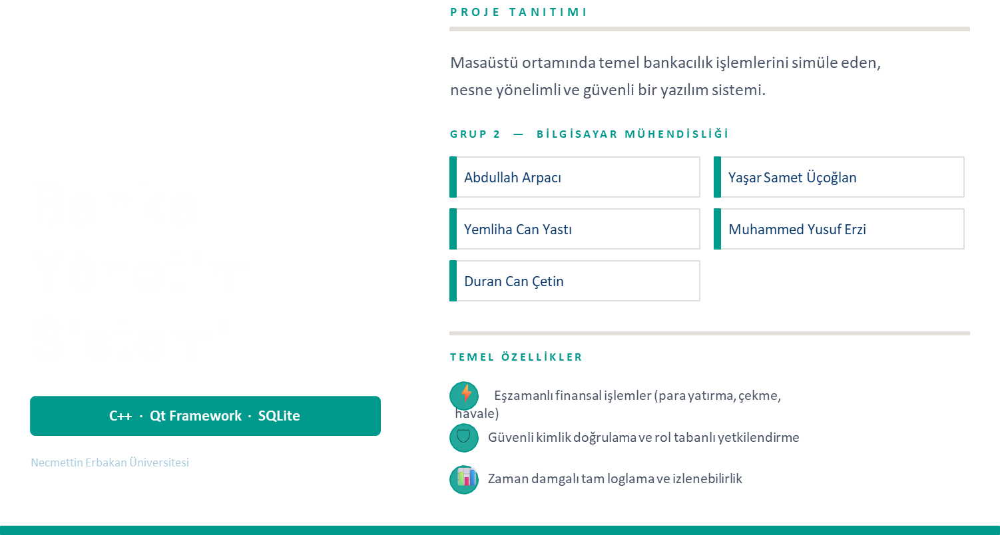 PROJE TANITIMI
Masaüstü ortamında temel bankacılık işlemlerini simüle eden,
nesne yönelimli ve güvenli bir yazılım sistemi.
GRUP 2 — BİLGİSAYAR MÜHENDİSLİĞİ
Abdullah Arpacı
Yaşar Samet Üçoğlan
Yemliha Can Yastı
Muhammed Yusuf Erzi
Duran Can Çetin
TEMEL ÖZELLİKLER
Eşzamanlı finansal işlemler (para yatırma, çekme,
havale)
Güvenli kimlik doğrulama ve rol tabanlı yetkilendirme
Zaman damgalı tam loglama ve izlenebilirlik
C++ · Qt Framework · SQLite
Necmettin Erbakan Üniversitesi